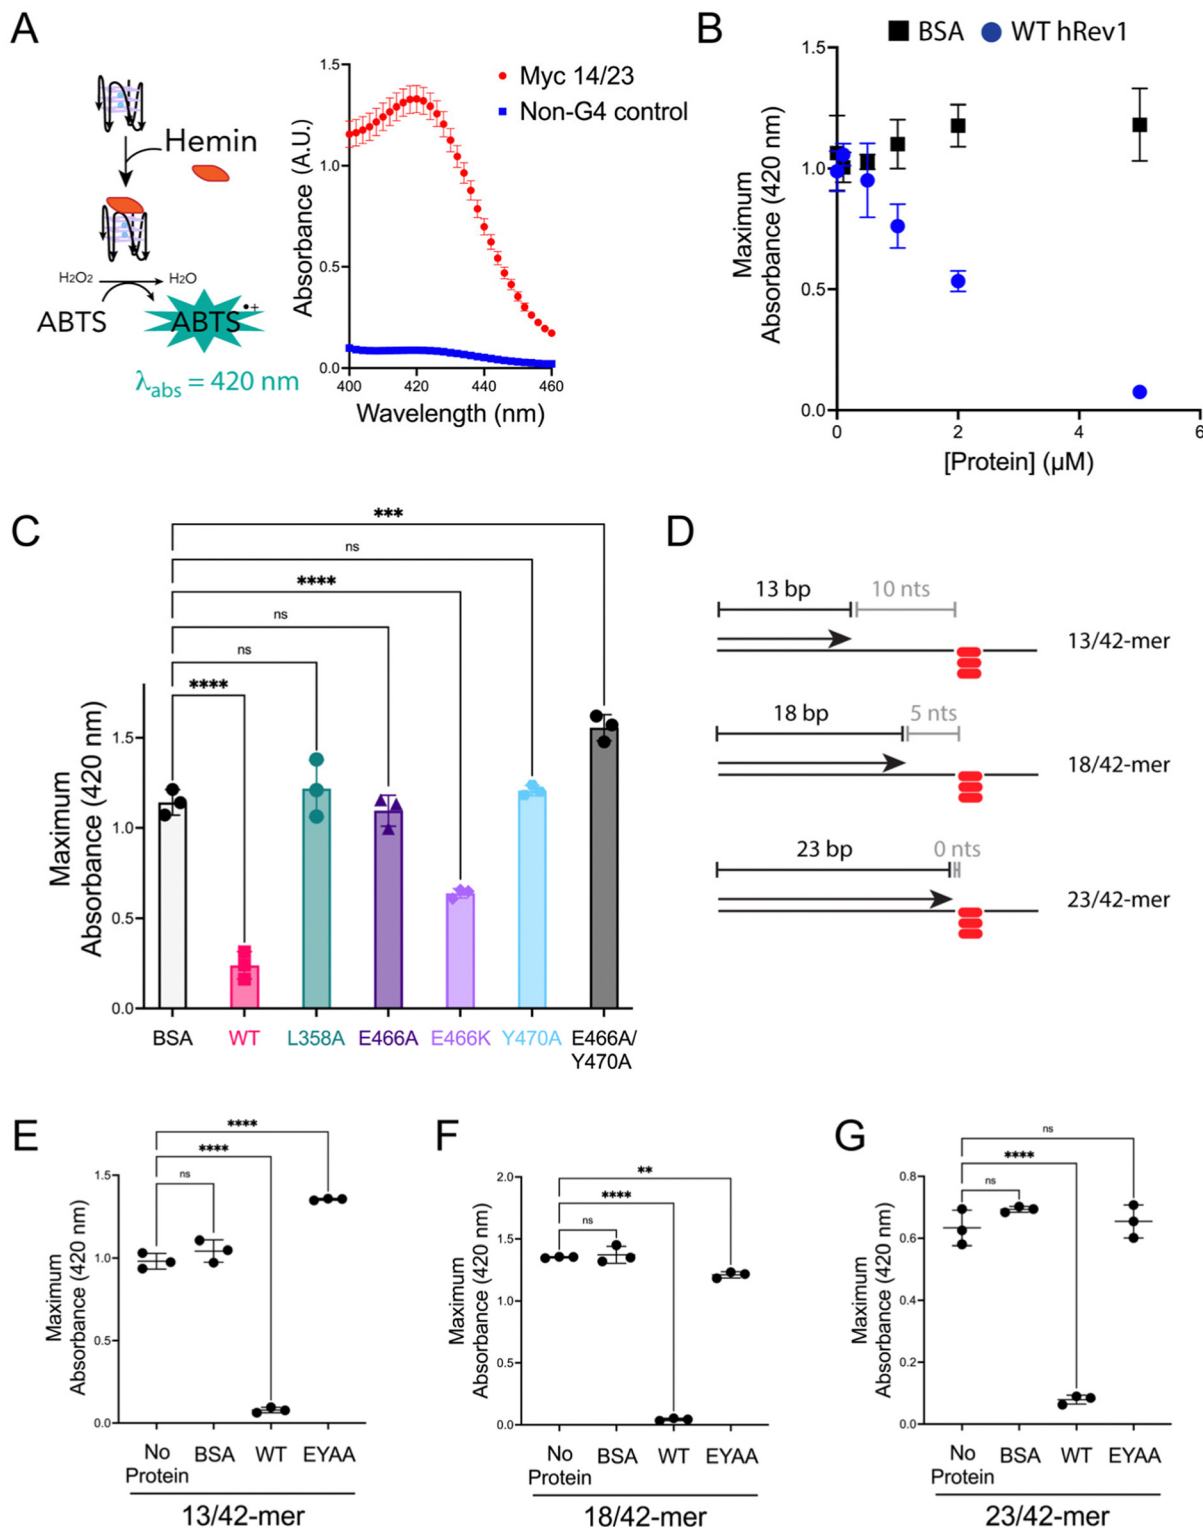 A
Hemin
H2O2
H2O
ABTS
ABTS•+
λabs = 420 nm
Absorbance (A.U.)
1.5
1.0
0.5
0.0
400
420
440
460
Wavelength (nm)
Myc 14/23
Non-G4 control
B
BSA
WT hRev1
Maximum
Absorbance (420 nm)
1.5
1.0
0.5
0.0
0
2
4
6
[Protein] (µM)
C
***
ns
****
ns
ns
****
Maximum
Absorbance (420 nm)
1.5
1.0
0.5
0.0
BSA
WT
L358A
E466A
E466K
Y470A
E466A/
Y470A
D
13 bp
10 nts
13/42-mer
18 bp
5 nts
18/42-mer
23 bp
0 nts
23/42-mer
E
****
****
ns
Maximum
Absorbance (420 nm)
1.5
1.0
0.5
0.0
No
Protein
BSA
WT
EYAA
13/42-mer
F
**
****
ns
Maximum
Absorbance (420 nm)
2.0
1.5
1.0
0.5
0.0
No
Protein
BSA
WT
EYAA
18/42-mer
G
ns
****
ns
Maximum
Absorbance (420 nm)
0.8
0.6
0.4
0.2
0.0
No
Protein
BSA
WT
EYAA
23/42-mer